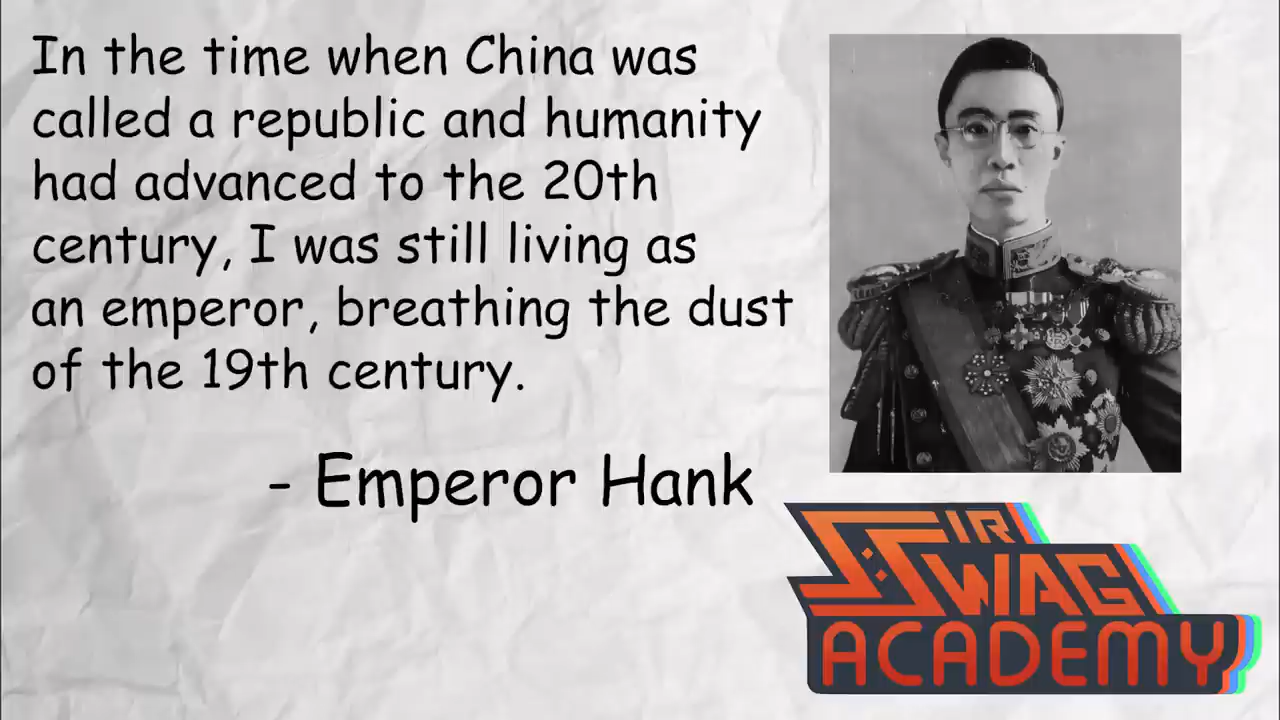 In the time when China was
called a republic and humanity
had advanced to the 20th
century, I was still living as
an emperor, breathing the dust
of the 19th century.
- Emperor Hank
SIR
SWAG
ACADEMY